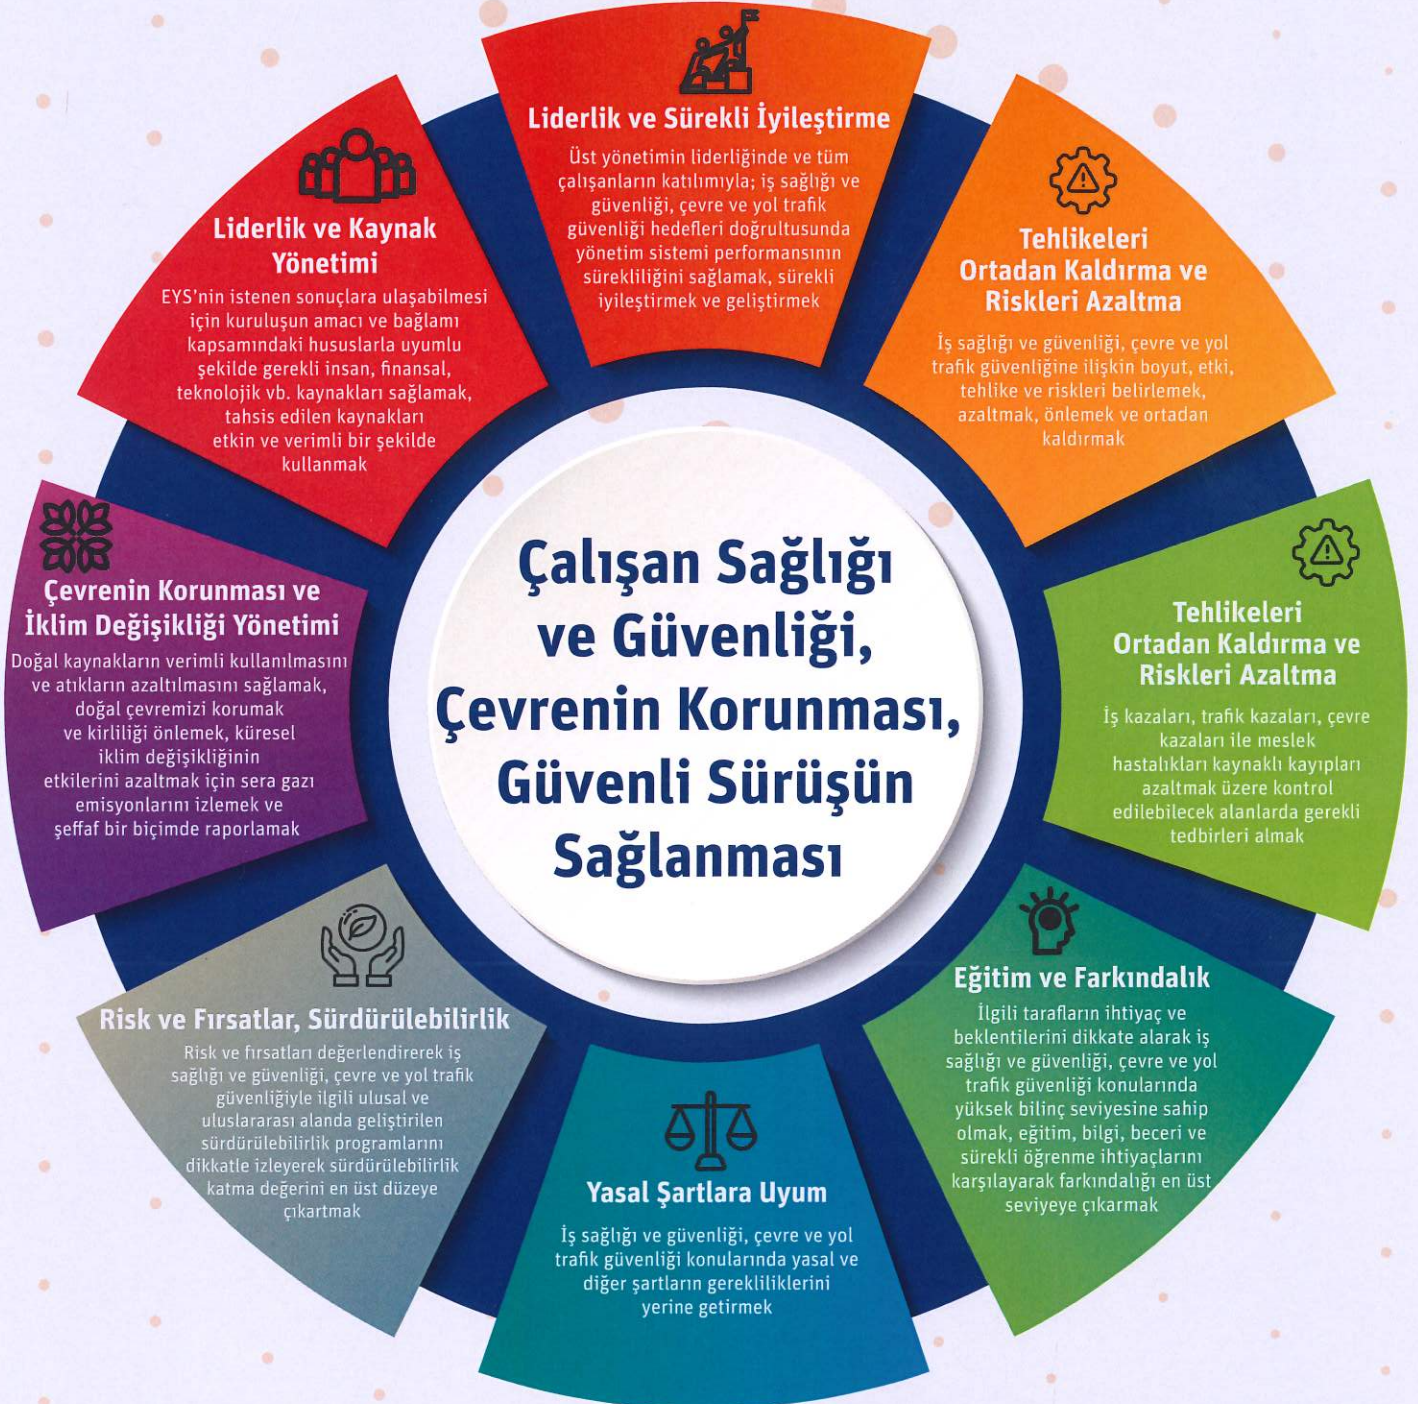 Liderlik ve Sürekli İyileştirme
Üst yönetimin liderliğinde ve tüm
çalışanların katılımıyla; iş sağlığı ve
güvenliği, çevre ve yol trafik
güvenliği hedefleri doğrultusunda
yönetim sistemi performansının
sürekliliğini sağlamak, sürekli
iyileştirmek ve geliştirmek
Tehlikeleri
Ortadan Kaldırma ve
Riskleri Azaltma
İş sağlığı ve güvenliği, çevre ve yol
trafik güvenliğine ilişkin boyut, etki,
tehlike ve riskleri belirlemek,
azaltmak, önlemek ve ortadan
kaldırmak
Tehlikeleri
Ortadan Kaldırma ve
Riskleri Azaltma
İş kazaları, trafik kazaları, çevre
kazaları ile meslek
hastalıkları kaynaklı kayıpları
azaltmak üzere kontrol
edilebilecek alanlarda gerekli
tedbirleri almak
Eğitim ve Farkındalık
İlgili tarafların ihtiyaç ve
beklentilerini dikkate alarak iş
sağlığı ve güvenliği, çevre ve yol
trafik güvenliği konularında
yüksek bilinç seviyesine sahip
olmak, eğitim, bilgi, beceri ve
sürekli öğrenme ihtiyaçlarını
karşılayarak farkındalığı en üst
seviyeye çıkarmak
Yasal Şartlara Uyum
İş sağlığı ve güvenliği, çevre ve yol
trafik güvenliği konularında yasal ve
diğer şartların gerekliliklerini
yerine getirmek
Risk ve Fırsatlar, Sürdürülebilirlik
Risk ve fırsatları değerlendirerek iş
sağlığı ve güvenliği, çevre ve yol trafik
güvenliğiyle ilgili ulusal ve
uluslararası alanda geliştirilen
sürdürülebilirlik programlarını
dikkatle izleyerek sürdürülebilirlik
katma değerini en üst düzeye
çıkartmak
Çevrenin Korunması ve
İklim Değişikliği Yönetimi
Doğal kaynakların verimli kullanılmasını
ve atıkların azaltılmasını sağlamak,
doğal çevremizi korumak
ve kirliliği önlemek, küresel
iklim değişikliğinin
etkilerini azaltmak için sera gazı
emisyonlarını izlemek ve
şeffaf bir biçimde raporlamak
Liderlik ve Kaynak
Yönetimi
EYS'nin istenen sonuçlara ulaşabilmesi
için kuruluşun amacı ve bağlamı
kapsamındaki hususlarla uyumlu
şekilde gerekli insan, finansal,
teknolojik vb. kaynakları sağlamak,
tahsis edilen kaynakları
etkin ve verimli bir şekilde
kullanmak
Çalışan Sağlığı
ve Güvenliği,
Çevrenin Korunması,
Güvenli Sürüşün
Sağlanması